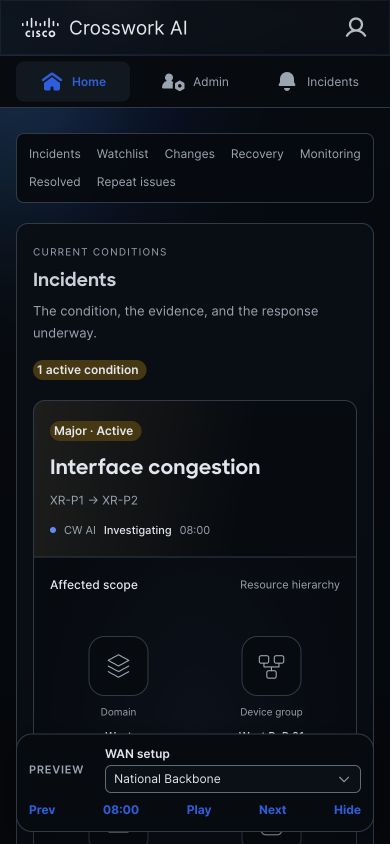 CISCO
Crosswork AI
Home
Admin
Incidents
Incidents Watchlist Changes Recovery Monitoring
Resolved Repeat issues
CURRENT CONDITIONS
Incidents
The condition, the evidence, and the response
underway.
1 active condition
Major · Active
Interface congestion
XR-P1 → XR-P2
CW AI Investigating 08:00
Affected scope Resource hierarchy
Domain Device group
PREVIEW
WAN setup
National Backbone
Prev 08:00 Play Next Hide